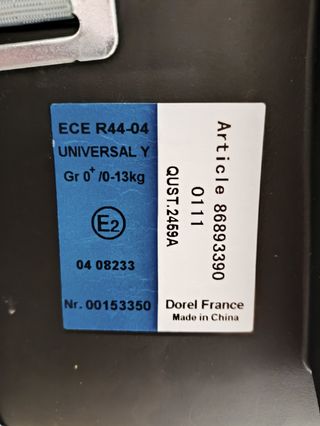 ECE R44-04
UNIVERSAL Y
Gr 0+ /0-13kg
E2
04 08233
Nr. 00153350
Article 86893390
0111
QUST.2459A
Dorel France
Made in China